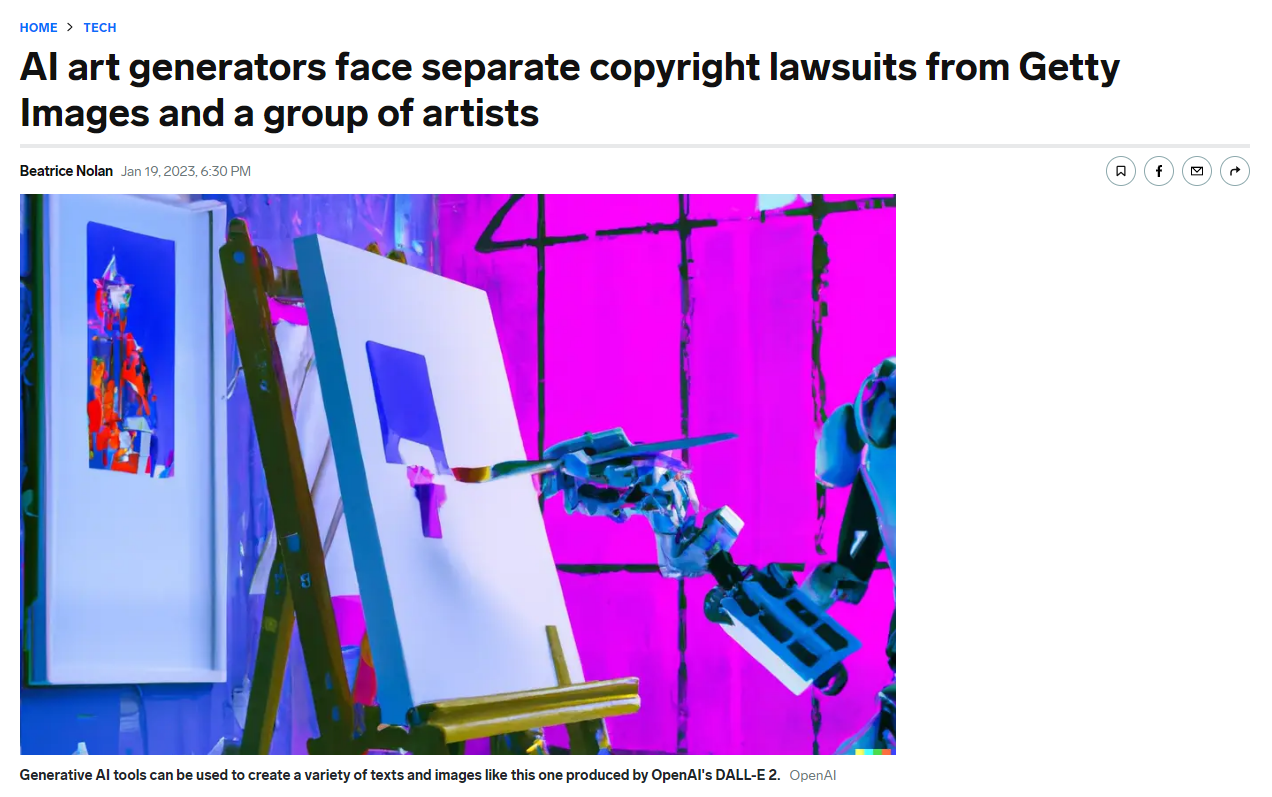 HOME > TECH
AI art generators face separate copyright lawsuits from Getty
Images and a group of artists
Beatrice Nolan Jan 19, 2023, 6:30 PM
Generative AI tools can be used to create a variety of texts and images like this one produced by OpenAI's DALL-E 2. OpenAI